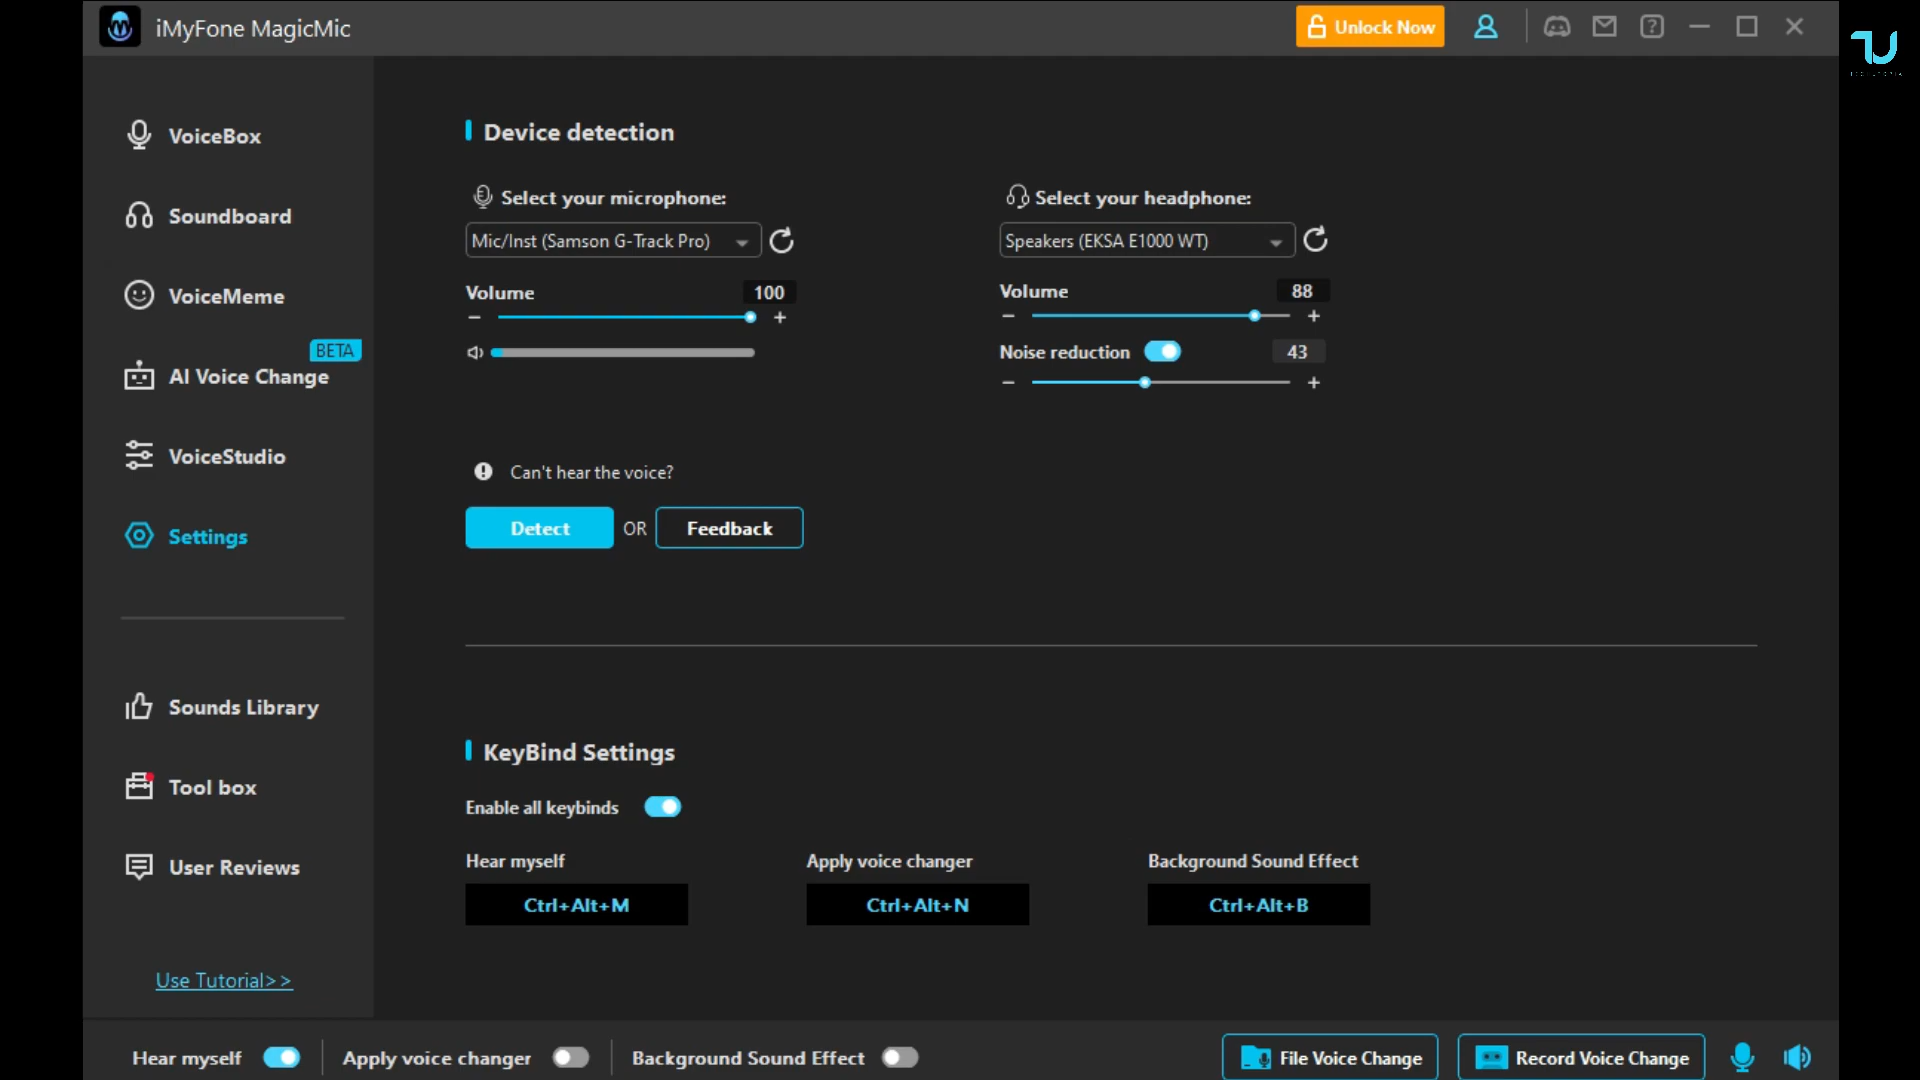 iMyFone MagicMic
Unlock Now
VoiceBox
Soundboard
VoiceMeme
BETA
AI Voice Change
VoiceStudio
Settings
Sounds Library
Tool box
User Reviews
Use Tutorial>>
Device detection
Select your microphone:
Mic/Inst (Samson G-Track Pro)
Volume 100
Select your headphone:
Speakers (EKSA E1000 WT)
Volume 88
Noise reduction 43
Can't hear the voice?
Detect OR Feedback
KeyBind Settings
Enable all keybinds
Hear myself Apply voice changer Background Sound Effect
Ctrl+Alt+M Ctrl+Alt+N Ctrl+Alt+B
Hear myself Apply voice changer Background Sound Effect File Voice Change Record Voice Change